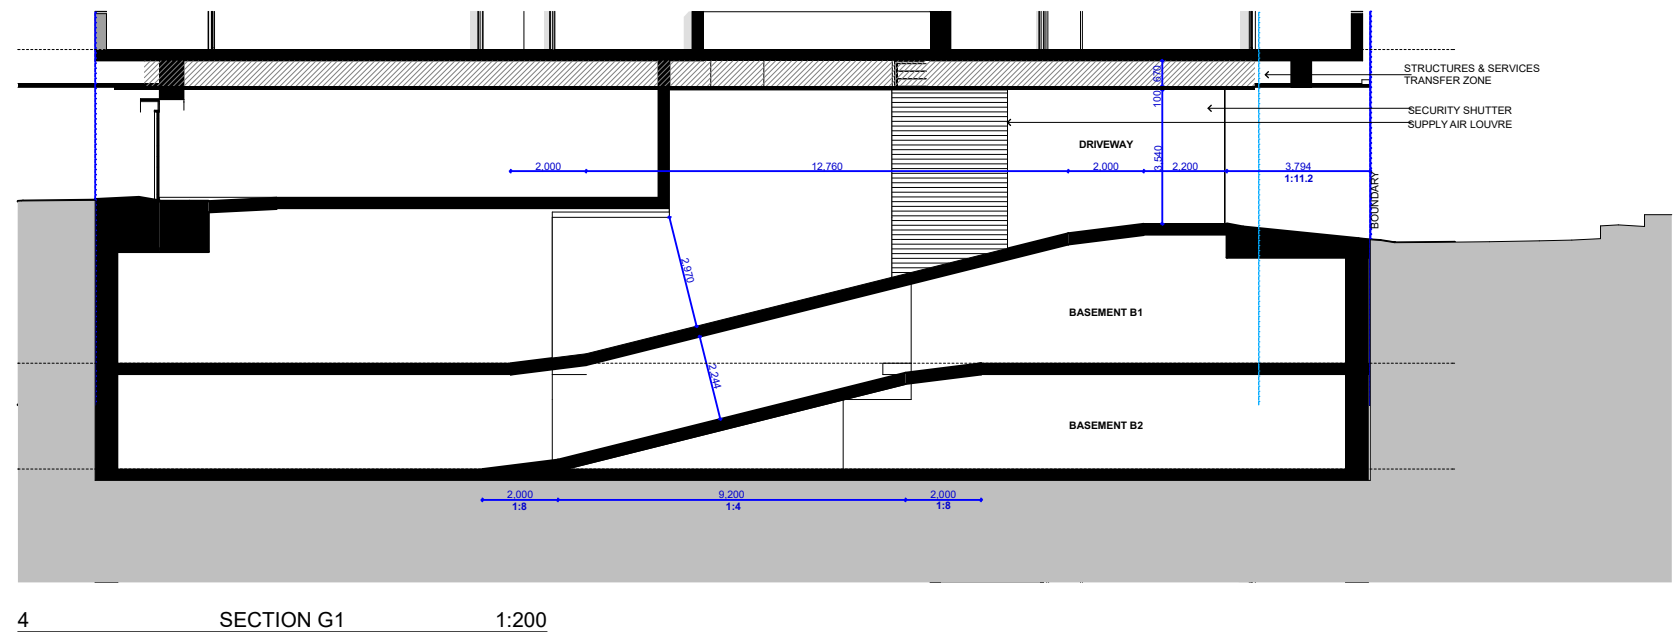 STRUCTURES & SERVICES
TRANSFER ZONE
670
100
SECURITY SHUTTER
SUPPLY AIR LOUVRE
DRIVEWAY
3.540
2.000
12.760
2.000
2.200
3.794
1:11.2
BOUNDARY
2.970
BASEMENT B1
2.244
BASEMENT B2
2,000
9,200
2,000
1:8
1:4
1:8
4 SECTION G1 1:200